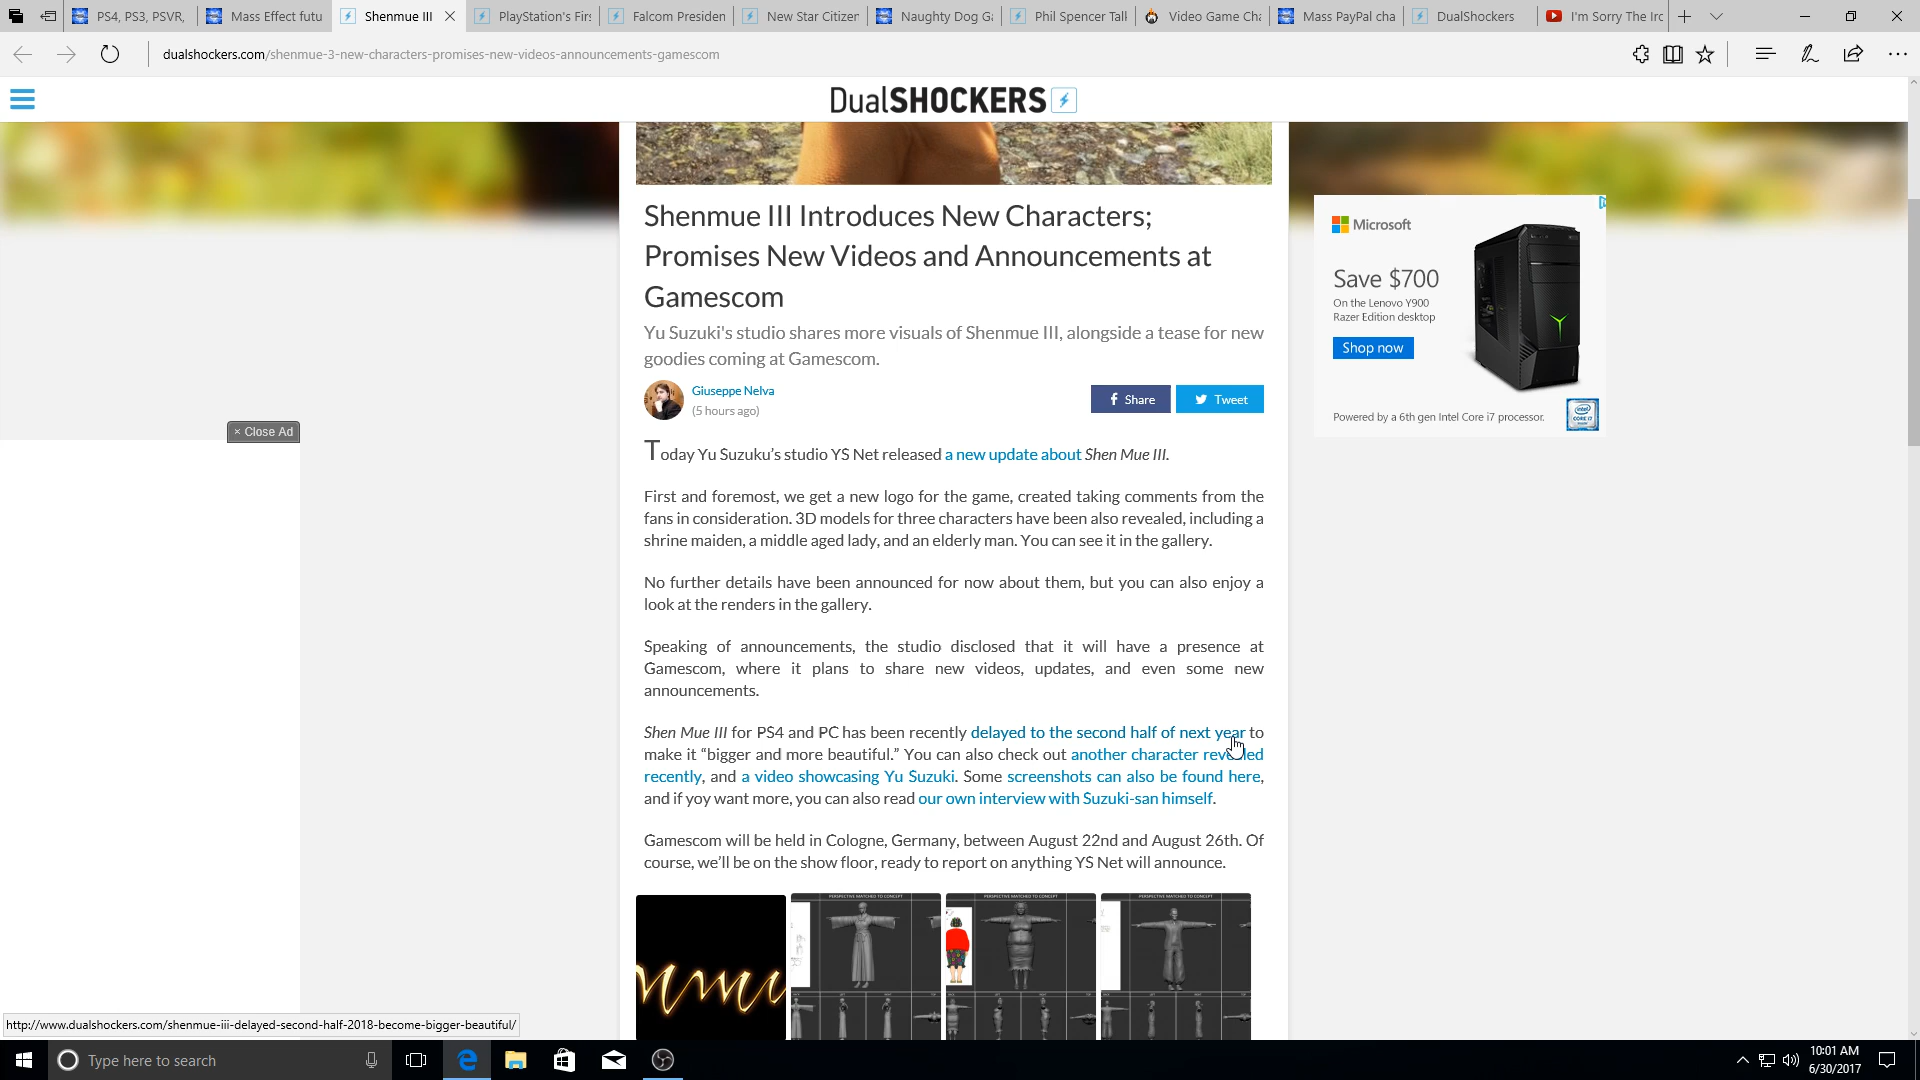 PS4, PS3, PSVR,
Mass Effect futu
Shenmue III
PlayStation's Firs
Falcom Presiden
New Star Citizen
Naughty Dog Ga
Phil Spencer Talk
Video Game Cha
Mass PayPal cha
DualShockers
I'm Sorry The Irc
dualshockers.com/shenmue-3-new-characters-promises-new-videos-announcements-gamescom
DualSHOCKERS
Shenmue III Introduces New Characters;
Promises New Videos and Announcements at
Gamescom
Yu Suzuki's studio shares more visuals of Shenmue III, alongside a tease for new
goodies coming at Gamescom.
Giuseppe Nelva
(5 hours ago)
Share
Tweet
Today Yu Suzuku's studio YS Net released a new update about Shen Mue III.
First and foremost, we get a new logo for the game, created taking comments from the
fans in consideration. 3D models for three characters have been also revealed, including a
shrine maiden, a middle aged lady, and an elderly man. You can see it in the gallery.
No further details have been announced for now about them, but you can also enjoy a
look at the renders in the gallery.
Speaking of announcements, the studio disclosed that it will have a presence at
Gamescom, where it plans to share new videos, updates, and even some new
announcements.
Shen Mue III for PS4 and PC has been recently delayed to the second half of next year to
make it “bigger and more beautiful.” You can also check out another character revealed
recently, and a video showcasing Yu Suzuki. Some screenshots can also be found here,
and if yoy want more, you can also read our own interview with Suzuki-san himself.
Gamescom will be held in Cologne, Germany, between August 22nd and August 26th. Of
course, we'll be on the show floor, ready to report on anything YS Net will announce.
PERSPECTIVE MATCHED TO CONCEPT
PERSPECTIVE MATCHED TO CONCEPT
PERSPECTIVE MATCHED TO CONCEPT
Microsoft
Save $700
On the Lenovo Y900
Razer Edition desktop
Shop now
Powered by a 6th gen Intel Core i7 processor.
intel
CORE i7
× Close Ad
http://www.dualshockers.com/shenmue-iii-delayed-second-half-2018-become-bigger-beautiful/
Type here to search
10:01 AM
6/30/2017